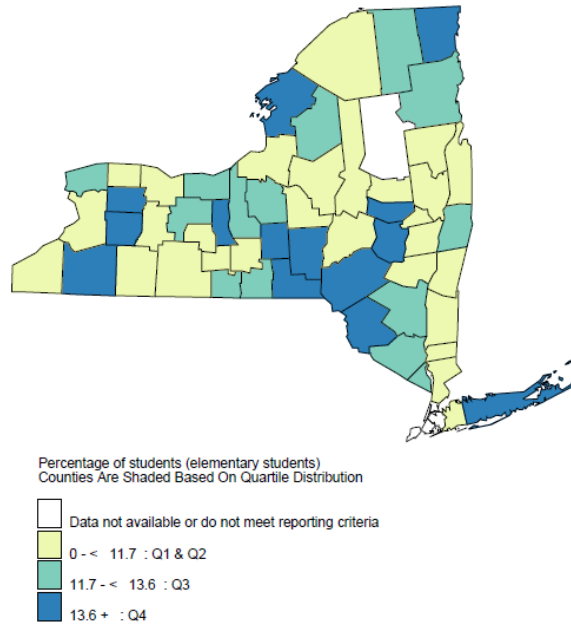 Percentage of students (elementary students)
Counties Are Shaded Based On Quartile Distribution
Data not available or do not meet reporting criteria
0 - < 11.7 : Q1 & Q2
11.7 - < 13.6 : Q3
13.6 + : Q4